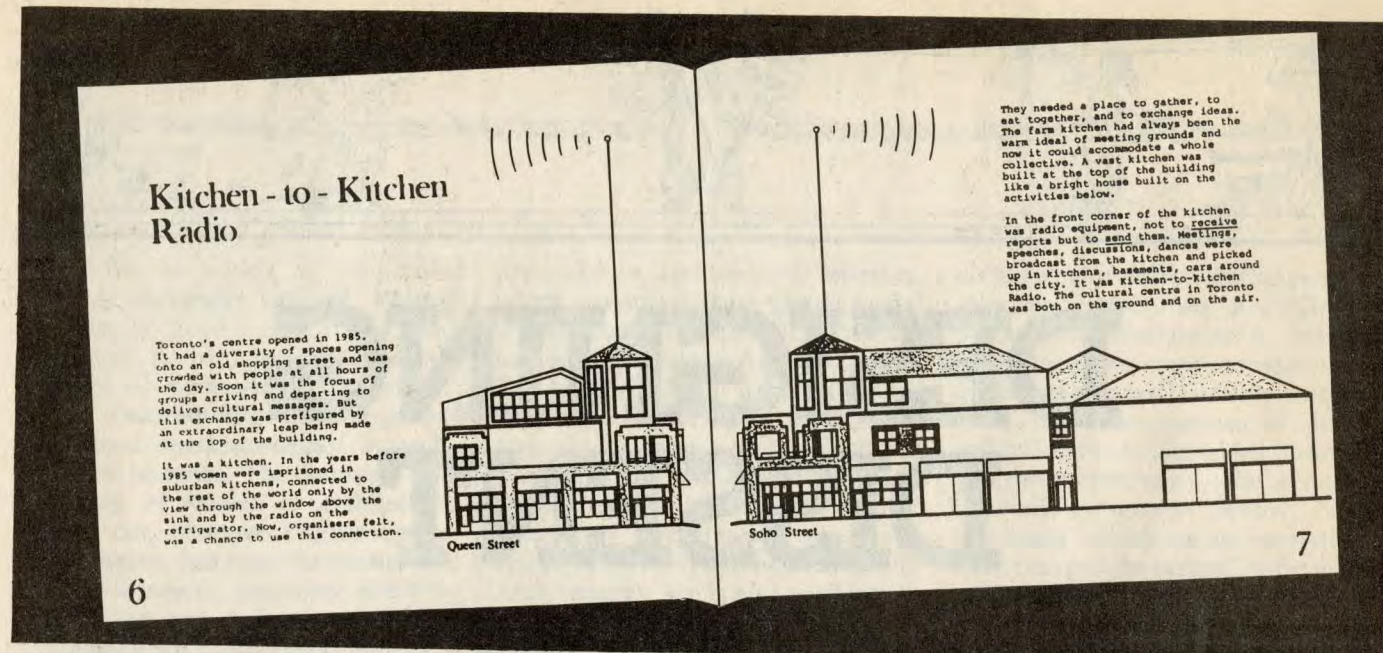 Kitchen - to - Kitchen
Radio
Toronto's centre opened in 1985.
It had a diversity of spaces opening
onto an old shopping street and was
crowded with people at all hours of
the day. Soon it was the focus of
groups arriving and departing to
deliver cultural messages. But
this exchange was prefigured by
an extraordinary leap being made
at the top of the building.
It was a kitchen. In the years before
1985 women were imprisoned in
suburban kitchens, connected to
the rest of the world only by the
view through the window above the
sink and by the radio on the
refrigerator. Now, organisers felt,
was a chance to use this connection.
Queen Street
6
They needed a place to gather, to
eat together, and to exchange ideas.
The farm kitchen had always been the
warm ideal of meeting grounds and
now it could accommodate a whole
collective. A vast kitchen was
built at the top of the building
like a bright house built on the
activities below.
In the front corner of the kitchen
was radio equipment, not to receive
reports but to send them. Meetings,
speeches, discussions, dances were
broadcast from the kitchen and picked
up in kitchens, basements, cars around
the city. It was Kitchen-to-Kitchen
Radio. The cultural centre in Toronto
was both on the ground and on the air.
Soho Street
7